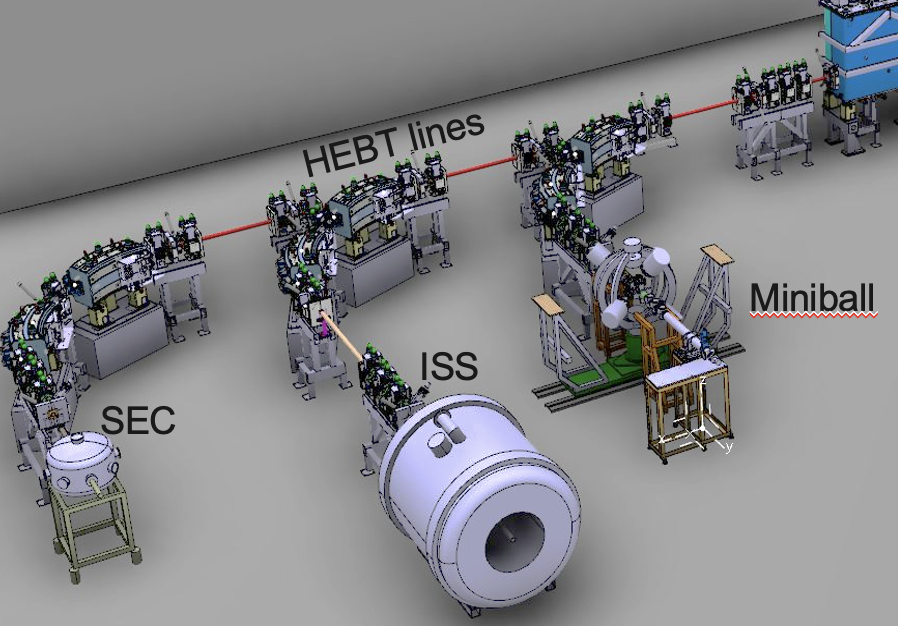 HEBT lines
Miniball
ISS
SEC
z
x
y